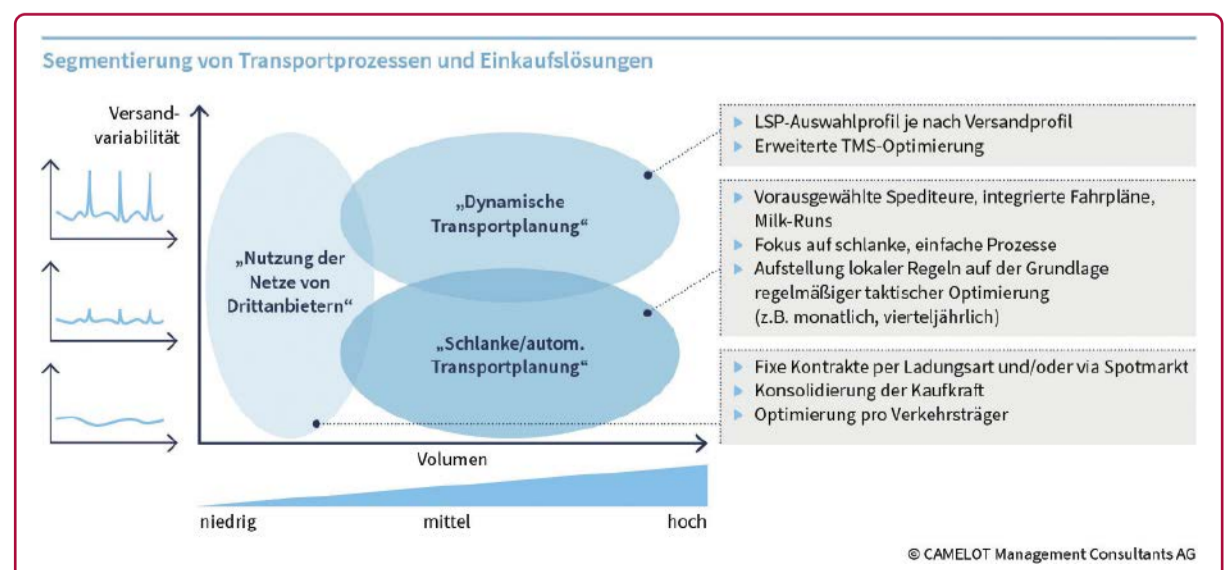 Segmentierung von Transportprozessen und Einkaufslösungen
Versand-
variabilität
„Nutzung der
Netze von
Drittanbietern“
„Dynamische
Transportplanung“
„Schlanke/autom.
Transportplanung“
Volumen
niedrig
mittel
hoch
LSP-Auswahlprofil je nach Versandprofil
Erweiterte TMS-Optimierung
Vorausgewählte Spediteure, integrierte Fahrpläne,
Milk-Runs
Fokus auf schlanke, einfache Prozesse
Aufstellung lokaler Regeln auf der Grundlage
regelmäßiger taktischer Optimierung
(z.B. monatlich, vierteljährlich)
Fixe Kontrakte per Ladungsart und/oder via Spotmarkt
Konsolidierung der Kaufkraft
Optimierung pro Verkehrsträger
© CAMELOT Management Consultants AG